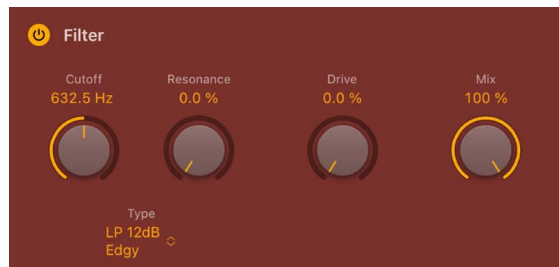 Filter
Cutoff Resonance Drive Mix
632.5 Hz 0.0 % 0.0 % 100 %
Type
LP 12dB
Edgy